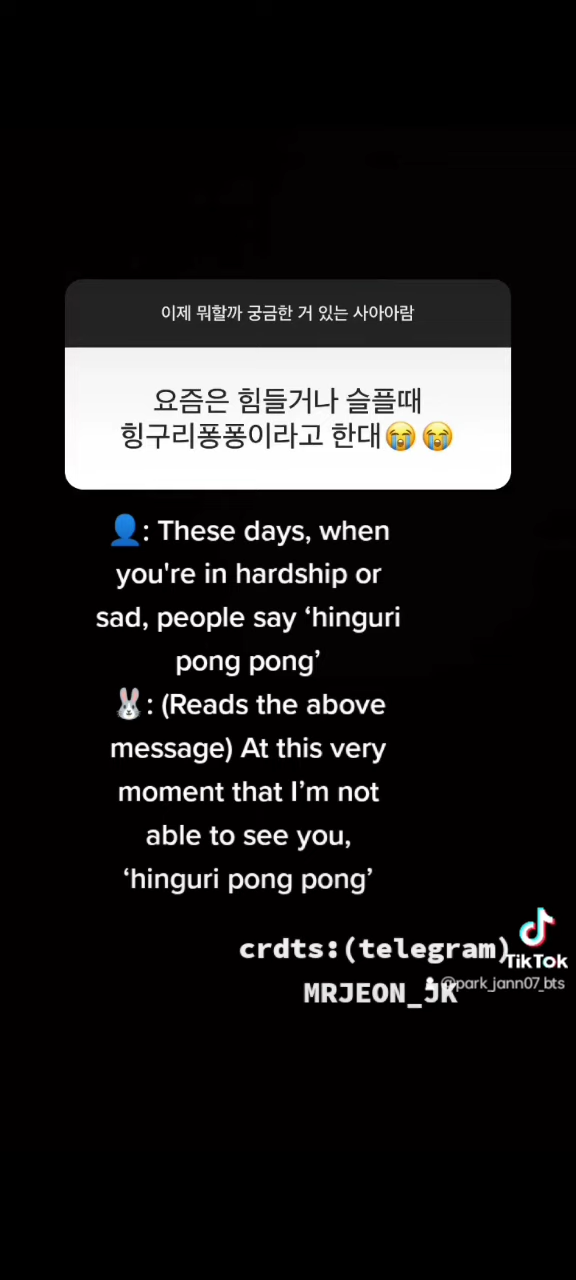 이제 뭐할까 궁금한 거 있는 사아아람
요즘은 힘들거나 슬플때
힝구리퐁퐁이라고 한대😭😭
👤: These days, when
you're in hardship or
sad, people say ‘hinguri
pong pong’
🐰: (Reads the above
message) At this very
moment that I’m not
able to see you,
‘hinguri pong pong’
crdts:(telegram)
MRJEON_JK
TikTok
@park_jann07_bts